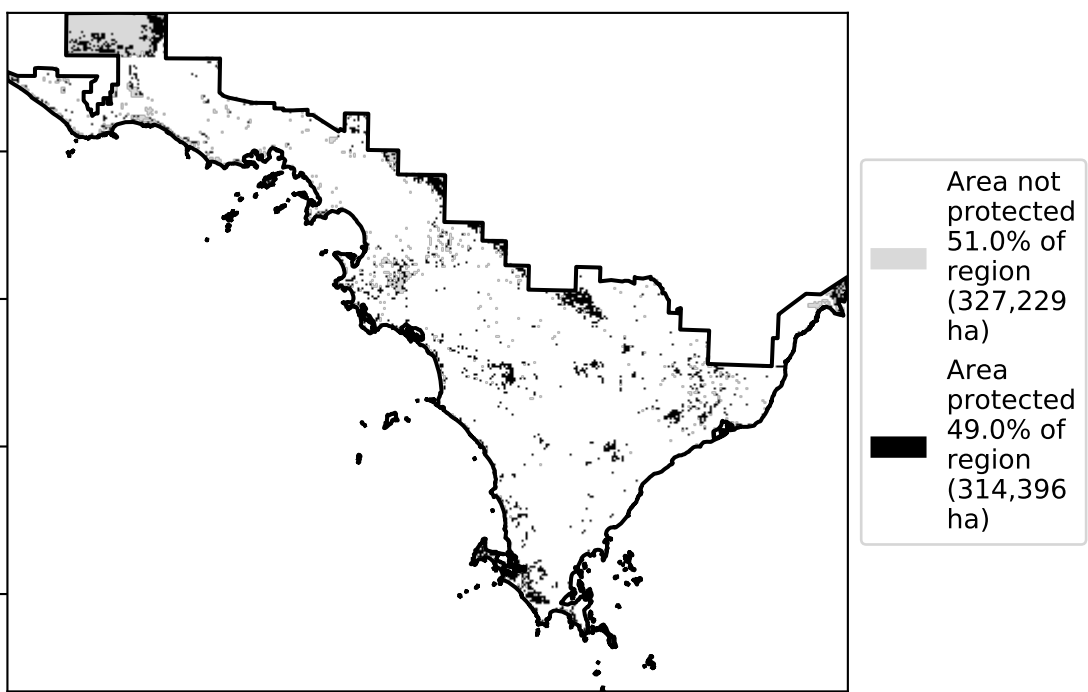 Area not
protected
51.0% of
region
(327,229
ha)
Area
protected
49.0% of
region
(314,396
ha)